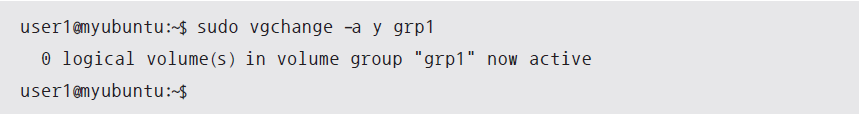 user1@myubuntu:~$ sudo vgchange –a y grp1
0 logical volume(s) in volume group "grp1" now active
user1@myubuntu:~$